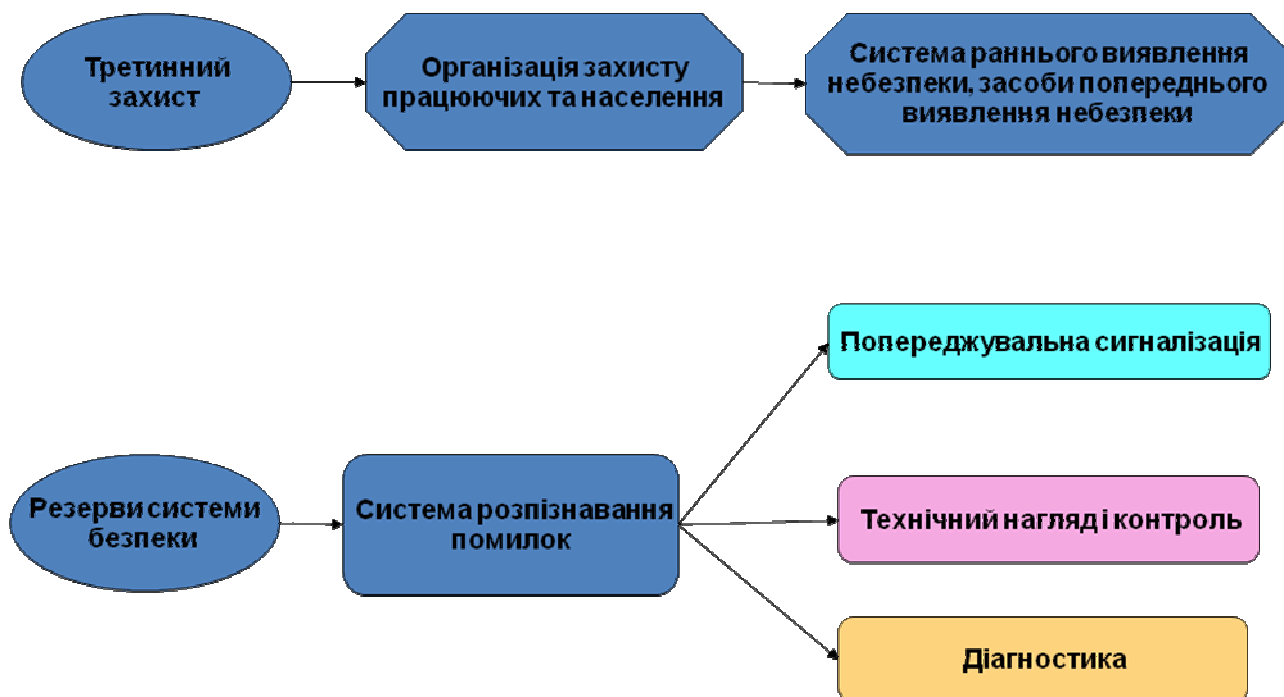 Третинний
захист
Організація захисту
працюючих та населення
Система раннього виявлення
небезпеки, засоби попереднього
виявлення небезпеки
Попереджувальна сигналізація
Резерви системи
безпеки
Система розпізнавання
помилок
Технічний нагляд і контроль
Діагностика